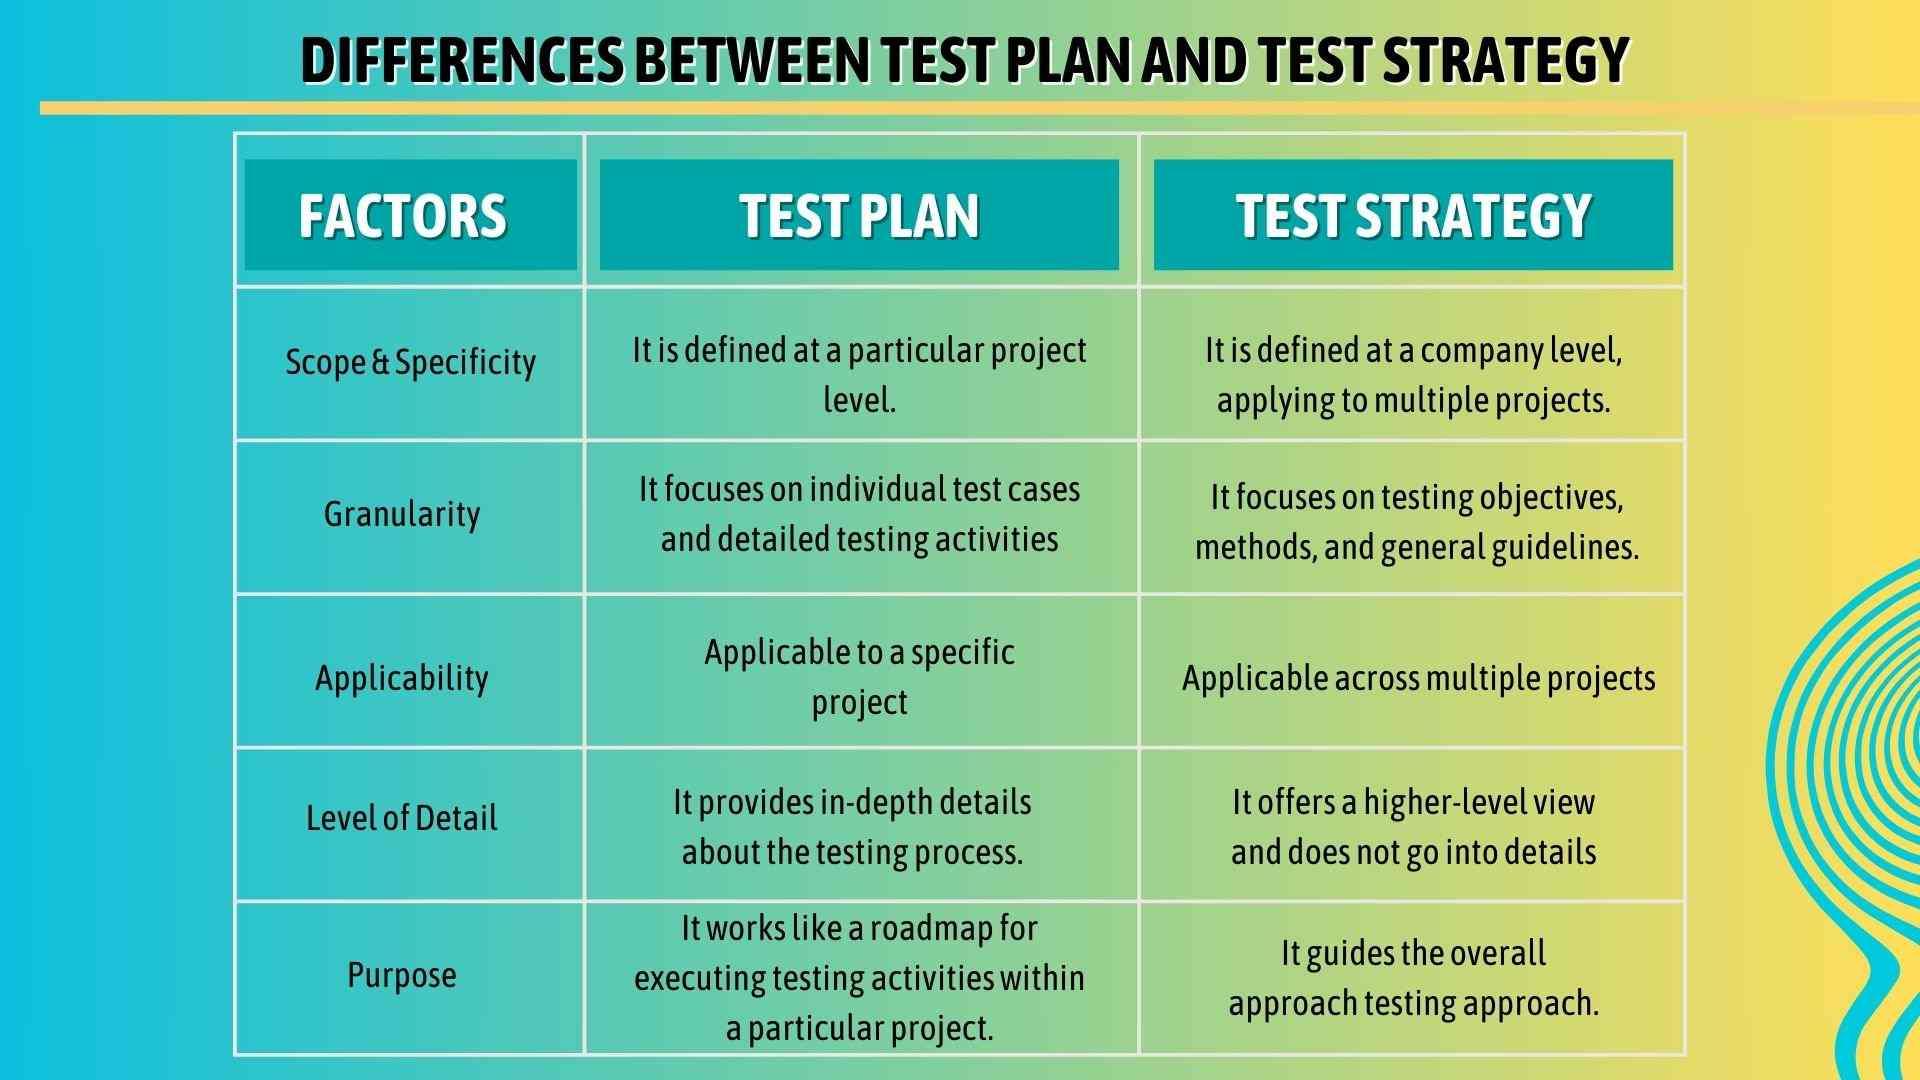 DIFFERENCES BETWEEN TEST PLAN AND TEST STRATEGY
FACTORS
TEST PLAN
TEST STRATEGY
Scope & Specificity
It is defined at a particular project
level.
It is defined at a company level,
applying to multiple projects.
Granularity
It focuses on individual test cases
and detailed testing activities
It focuses on testing objectives,
methods, and general guidelines.
Applicability
Applicable to a specific
project
Applicable across multiple projects
Level of Detail
It provides in-depth details
about the testing process.
It offers a higher-level view
and does not go into details
Purpose
It works like a roadmap for
executing testing activities within
a particular project.
It guides the overall
approach testing approach.